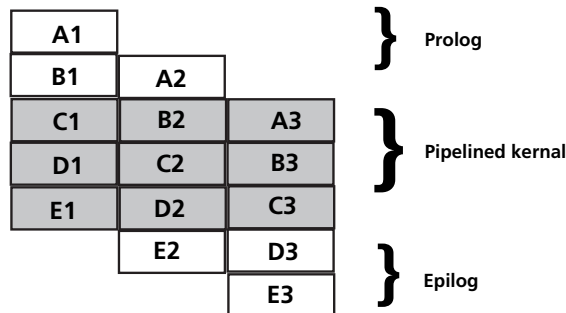 A1
Prolog
B1 A2
C1 B2 A3
D1 C2 B3
Pipelined kernal
E1 D2 C3
E2 D3
Epilog
E3